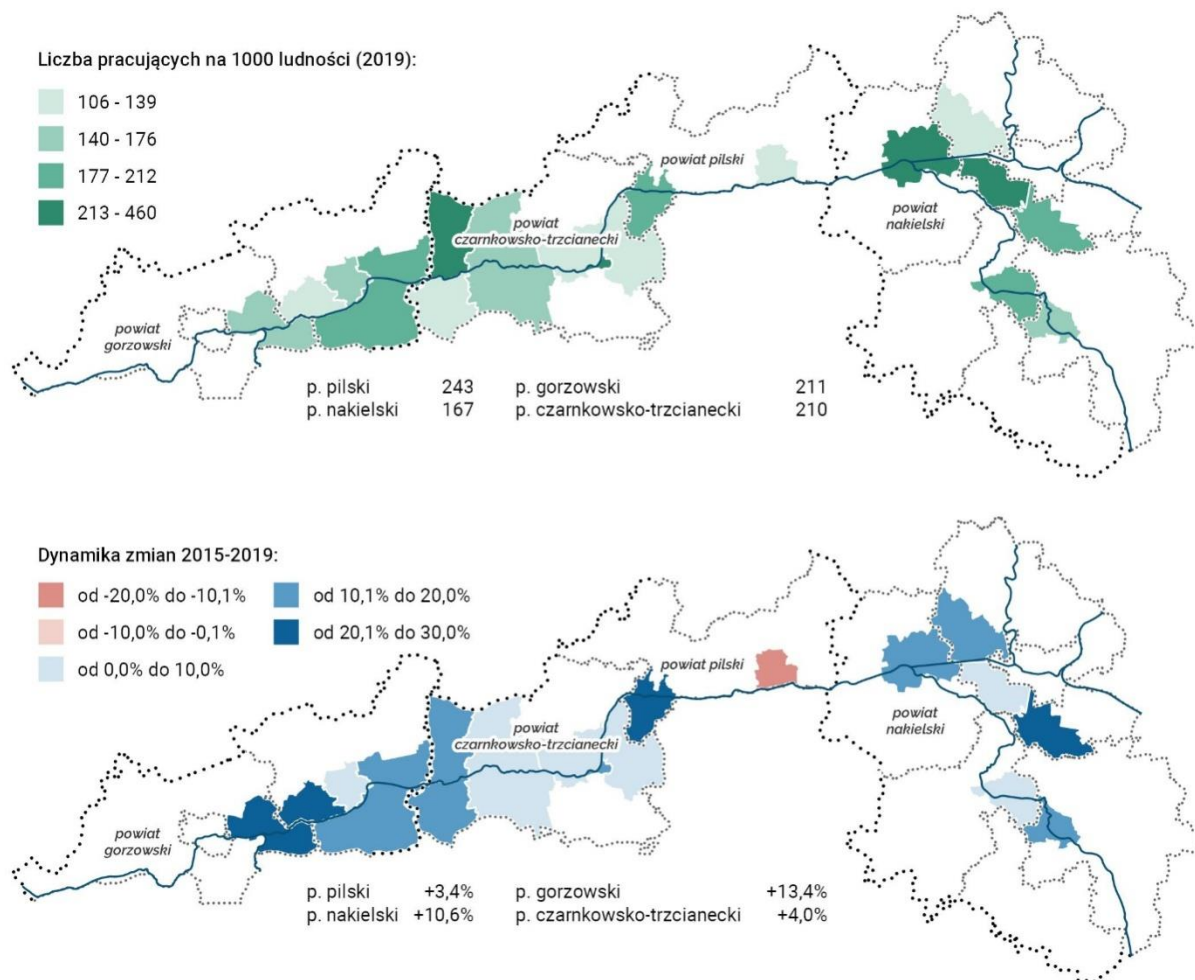 Liczba pracujących na 1000 ludności (2019):
106 - 139
140 - 176
177 - 212
213 - 460
powiat pilski
powiat
czarnkowsko-trzcianecki
powiat
nakielski
powiat
gorzowski
p. pilski 243 p. gorzowski 211
p. nakielski 167 p. czarnkowsko-trzcianecki 210
Dynamika zmian 2015-2019:
od -20,0% do -10,1% od 10,1% do 20,0%
od -10,0% do -0,1% od 20,1% do 30,0%
od 0,0% do 10,0%
powiat pilski
powiat
czarnkowsko-trzcianecki
powiat
nakielski
powiat
gorzowski
p. pilski +3,4% p. gorzowski +13,4%
p. nakielski +10,6% p. czarnkowsko-trzcianecki +4,0%